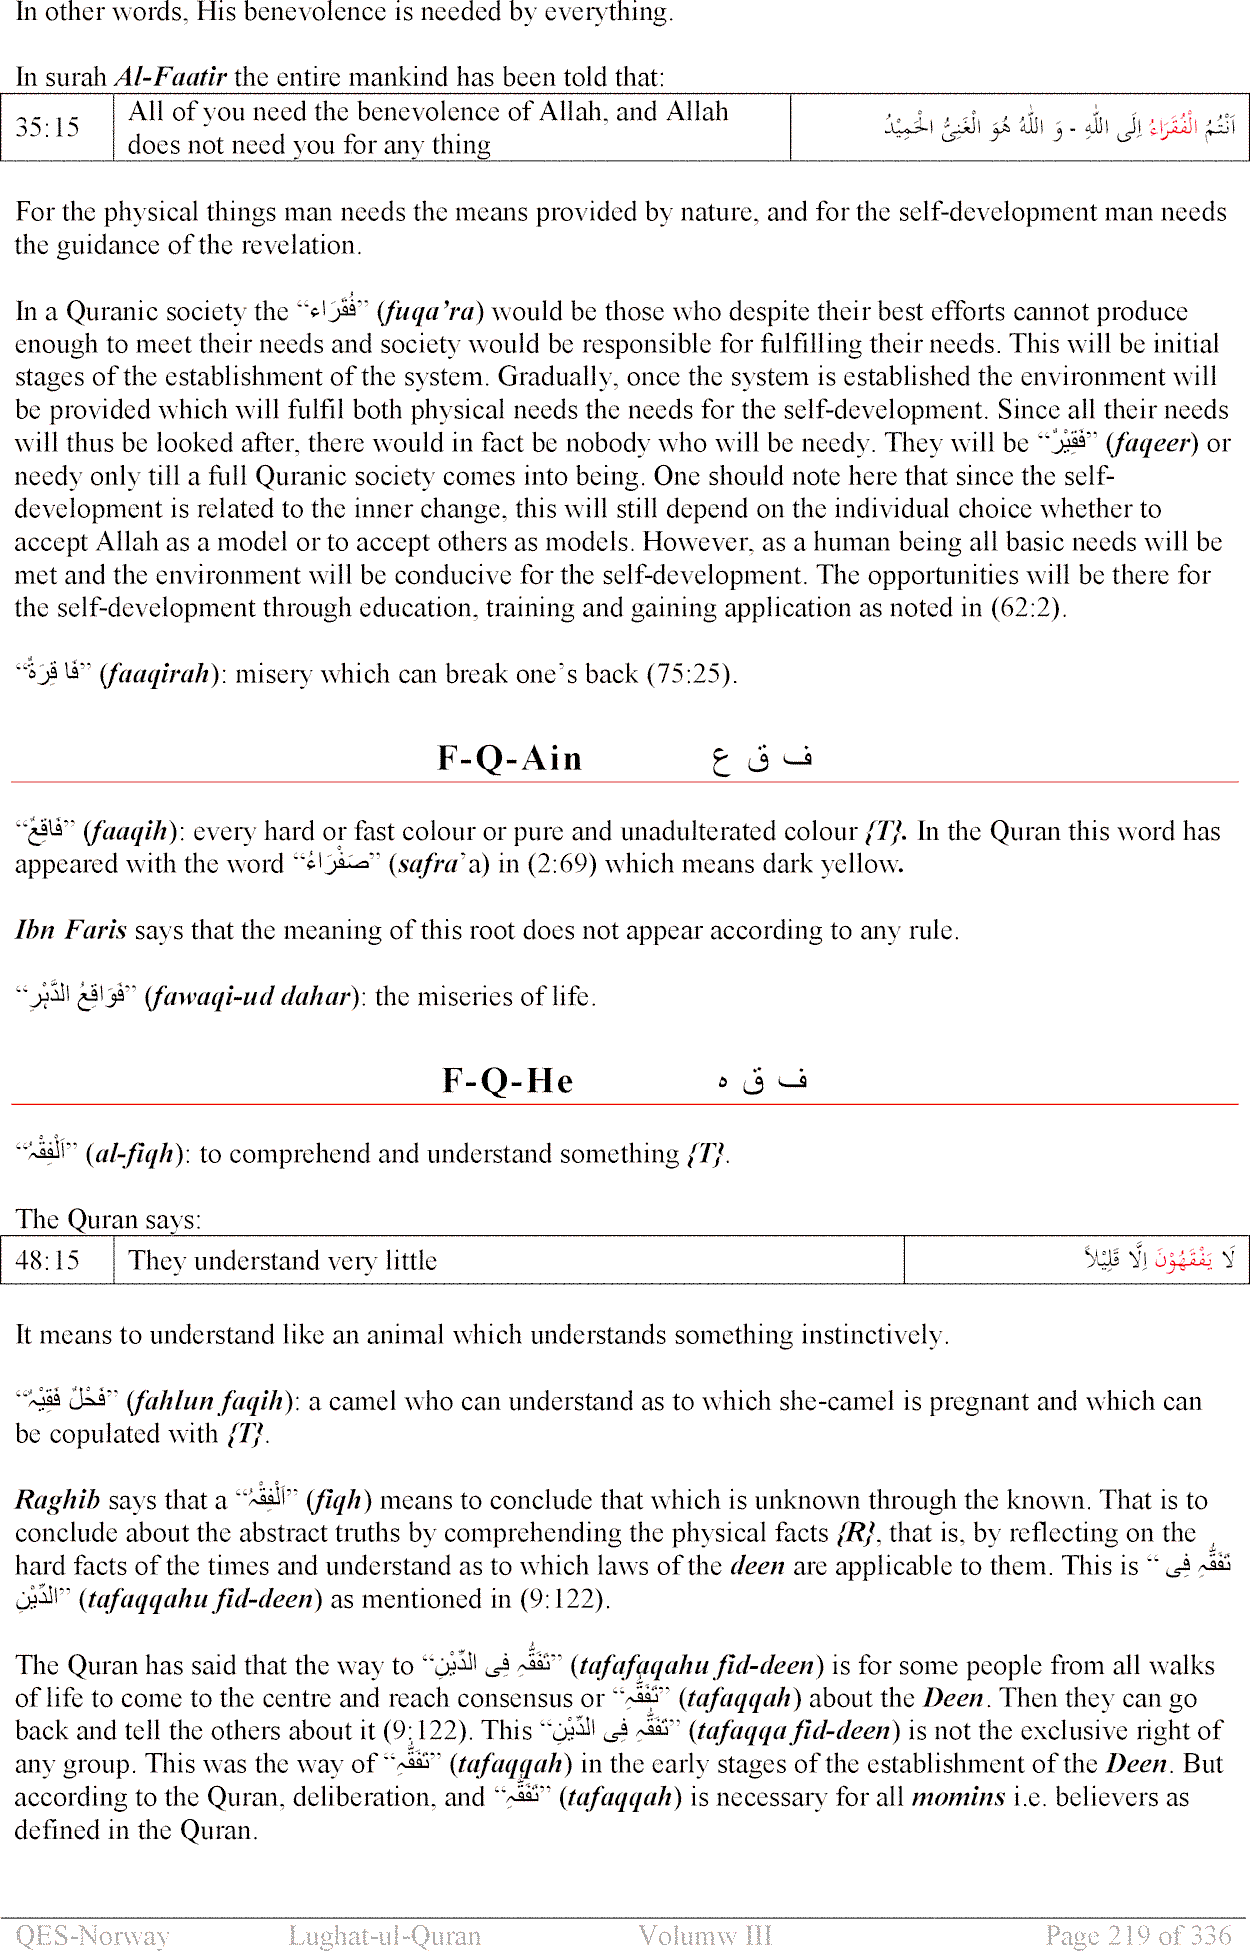 In other words, His benevolence is needed by everything.
In surah Al-Faatir the entire mankind has been told that:
35:15 All of you need the benevolence of Allah, and Allah does not need you for any thing اَنْتُمُ الْفُقَرَاءُ اِلَى اللّٰهِ - وَ اللّٰهُ هُوَ الْغَنِىُّ الْحَمِيْدُ
For the physical things man needs the means provided by nature, and for the self-development man needs
the guidance of the revelation.
In a Quranic society the “فُقَرَاء” (fuqa’ra) would be those who despite their best efforts cannot produce
enough to meet their needs and society would be responsible for fulfilling their needs. This will be initial
stages of the establishment of the system. Gradually, once the system is established the environment will
be provided which will fulfil both physical needs the needs for the self-development. Since all their needs
will thus be looked after, there would in fact be nobody who will be needy. They will be “فَقِيْرٌ” (faqeer) or
needy only till a full Quranic society comes into being. One should note here that since the self-
development is related to the inner change, this will still depend on the individual choice whether to
accept Allah as a model or to accept others as models. However, as a human being all basic needs will be
met and the environment will be conducive for the self-development. The opportunities will be there for
the self-development through education, training and gaining application as noted in (62:2).
“فَا قِرَةٌ” (faaqirah): misery which can break one’s back (75:25).
F-Q-Ain ف ق ع
“فَاقِعٌ” (faaqih): every hard or fast colour or pure and unadulterated colour {T}. In the Quran this word has
appeared with the word “صَفْرَاءُ” (safra’a) in (2:69) which means dark yellow.
Ibn Faris says that the meaning of this root does not appear according to any rule.
“فَوَاقِعُ الدَّہْرِ” (fawaqi-ud dahar): the miseries of life.
F-Q-He ف ق ہ
“اَلْفِقْہُ” (al-fiqh): to comprehend and understand something {T}.
The Quran says:
48:15 They understand very little لَا يَفْقَهُوْنَ اِلَّا قَلِيْلاً
It means to understand like an animal which understands something instinctively.
“فَحْلٌ فَقِيْہٌ” (fahlun faqih): a camel who can understand as to which she-camel is pregnant and which can
be copulated with {T}.
Raghib says that a “اَلْفِقْہُ” (fiqh) means to conclude that which is unknown through the known. That is to
conclude about the abstract truths by comprehending the physical facts {R}, that is, by reflecting on the
hard facts of the times and understand as to which laws of the deen are applicable to them. This is “تَفَقُّہِ فِی
الدِّيْنِ” (tafaqqahu fid-deen) as mentioned in (9:122).
The Quran has said that the way to “تَفَقُّہِ فِی الدِّيْنِ” (tafafaqahu fid-deen) is for some people from all walks
of life to come to the centre and reach consensus or “تَفَقُّہِ” (tafaqqah) about the Deen. Then they can go
back and tell the others about it (9:122). This “تَفَقُّہِ فِی الدِّيْنِ” (tafaqqa fid-deen) is not the exclusive right of
any group. This was the way of “تَفَقُّہِ” (tafaqqah) in the early stages of the establishment of the Deen. But
according to the Quran, deliberation, and “تَفَقُّہِ” (tafaqqah) is necessary for all momins i.e. believers as
defined in the Quran.
QES-Norway Lughat-ul-Quran Volumw III Page 219 of 336